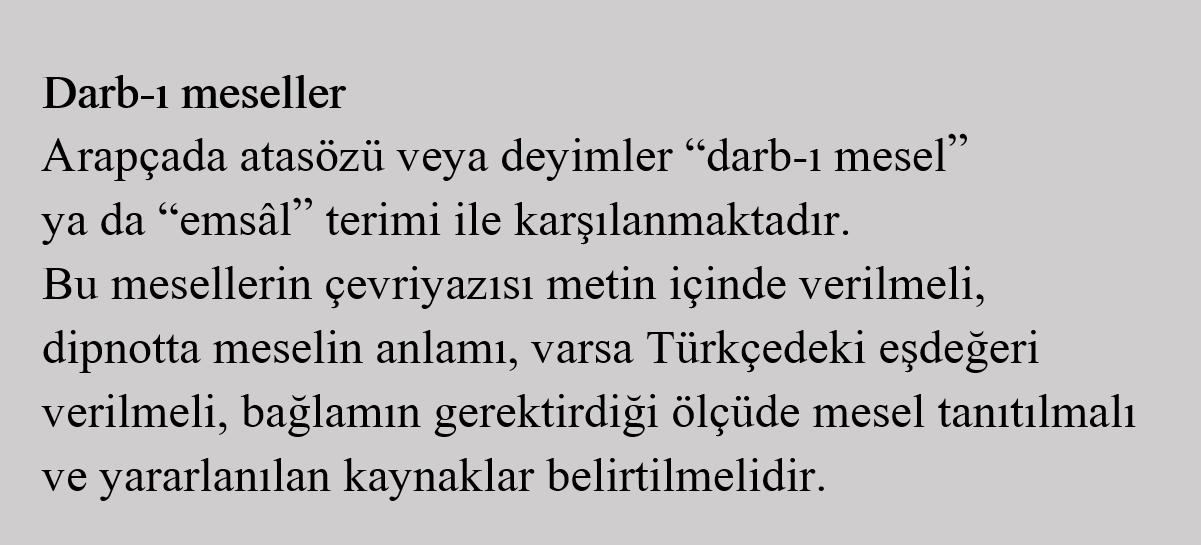 Darb-ı meseller
Arapçada atasözü veya deyimler “darb-ı mesel”
ya da “emsâl” terimi ile karşılanmaktadır.
Bu mesellerin çevriyazısı metin içinde verilmeli,
dipnotta meselin anlamı, varsa Türkçedeki eşdeğeri
verilmeli, bağlamın gerektirdiği ölçüde mesel tanıtılmalı
ve yararlanılan kaynaklar belirtilmelidir.